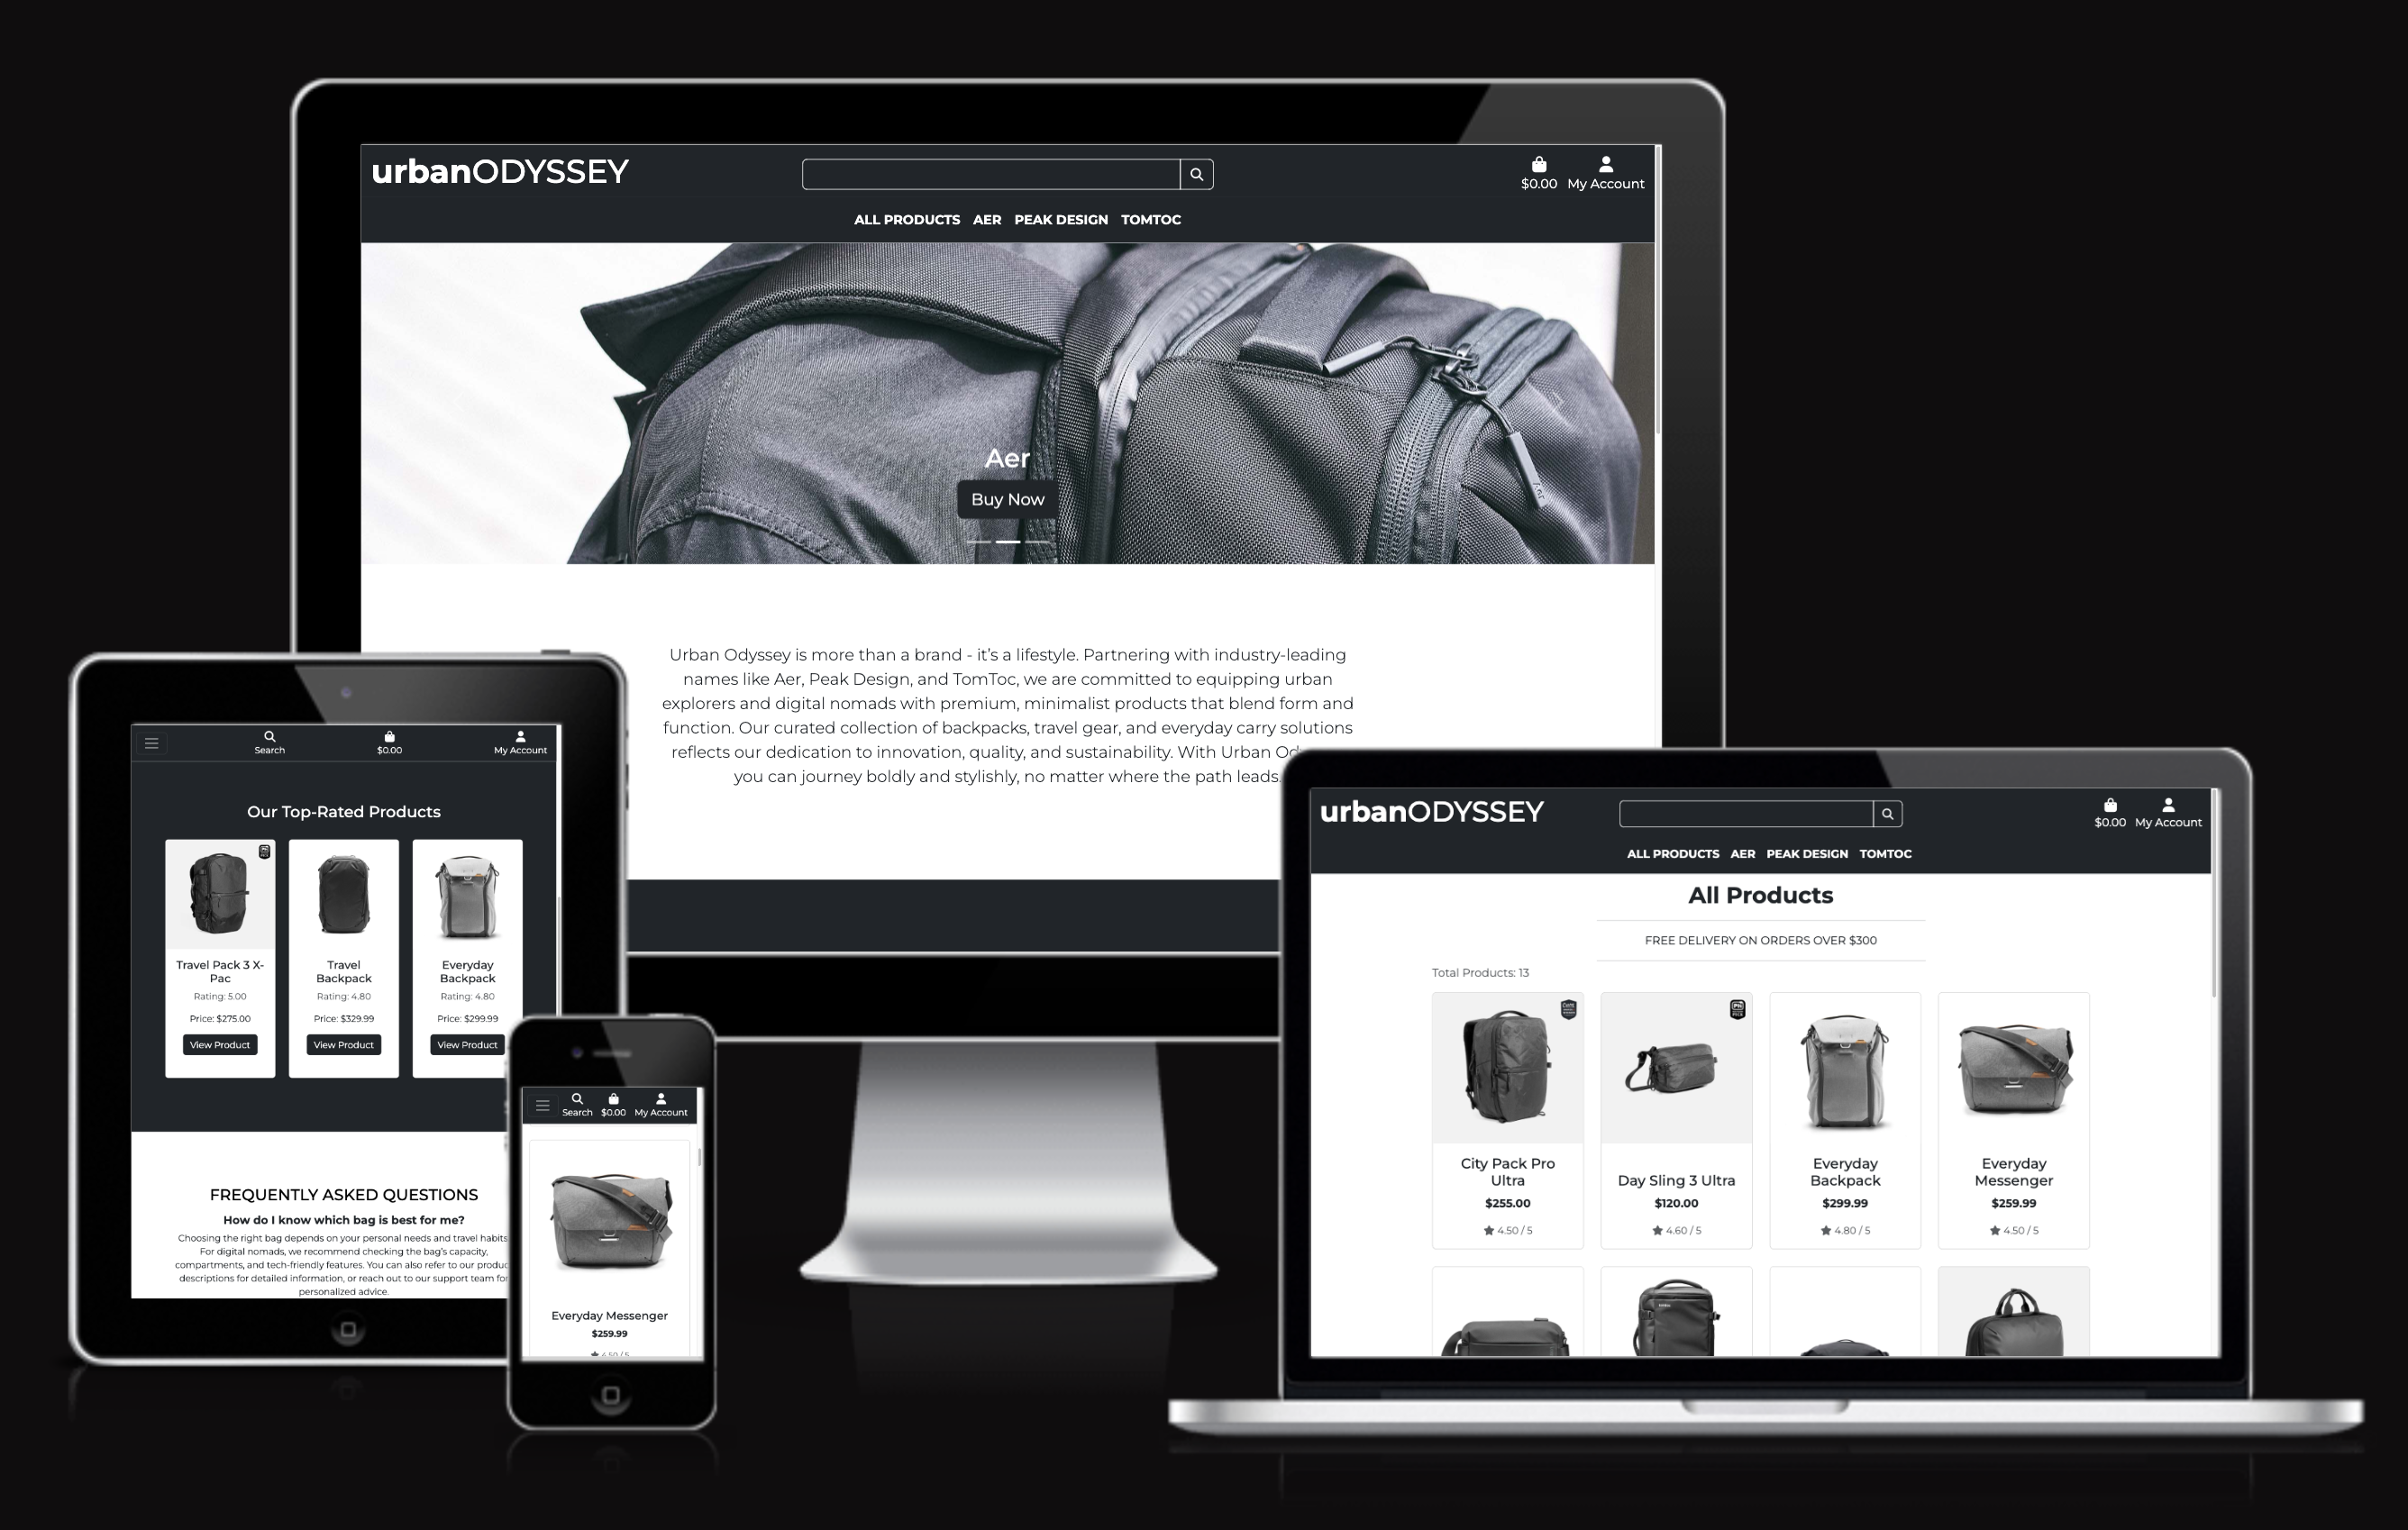 urbanODYSSEY
$0.00 My Account
ALL PRODUCTS AER PEAK DESIGN TOMTOC
Aer
Buy Now
Urban Odyssey is more than a brand - it's a lifestyle. Partnering with industry-leading
names like Aer, Peak Design, and TomToc, we are committed to equipping urban
explorers and digital nomads with premium, minimalist products that blend form and
function. Our curated collection of backpacks, travel gear, and everyday carry solutions
reflects our dedication to innovation, quality, and sustainability. With Urban Od
you can journey boldly and stylishly, no matter where the path leads.
Search $0.00 My Account
Our Top-Rated Products
Travel Pack 3 X-
Pac
Rating: 5.00
Price: $275.00
View Product
Travel
Backpack
Rating: 4.80
Price: $329.99
View Product
Everyday
Backpack
Rating: 4.80
Price: $299.99
View Product
FREQUENTLY ASKED QUESTIONS
How do I know which bag is best for me?
Choosing the right bag depends on your personal needs and travel habits
For digital nomads, we recommend checking the bag's capacity,
compartments, and tech-friendly features. You can also refer to our produc
descriptions for detailed information, or reach out to our support team fo
personalized advice.
Search $0.00 My Account
Everyday Messenger
$259.99
4.50 / 5
urbanODYSSEY
$0.00 My Account
ALL PRODUCTS AER PEAK DESIGN TOMTOC
All Products
FREE DELIVERY ON ORDERS OVER $300
Total Products: 13
City Pack Pro
Ultra
$255.00
4.50 / 5
Day Sling 3 Ultra
$120.00
4.60 / 5
Everyday
Backpack
$299.99
4.80 / 5
Everyday
Messenger
$259.99
4.50 / 5